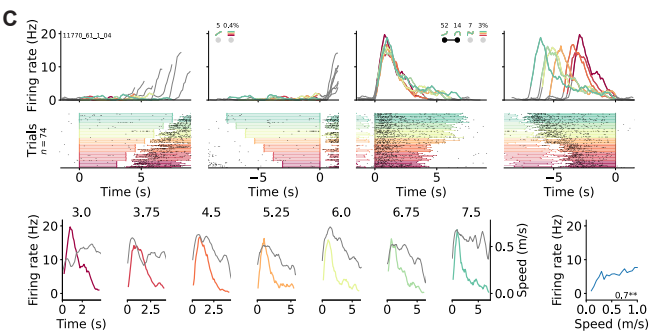 C
11770_61_1_04
5 0,4%
52 14 7 3%
Firing rate (Hz)
20
10
0
Trials
n = 74
0 5
−5 0
0 5
−5 0
Time (s) Time (s) Time (s) Time (s)
3.0 3.75 4.5 5.25 6.0 6.75 7.5
Firing rate (Hz)
20
10
0
0.5
0.0
Speed (m/s)
Firing rate (Hz)
20
10
0
0,7**
0 2 0 2.5 0 2.5 0 5 0 5 0 5 0 5 0.0 0.5 1.0
Time (s) Speed (m/s)